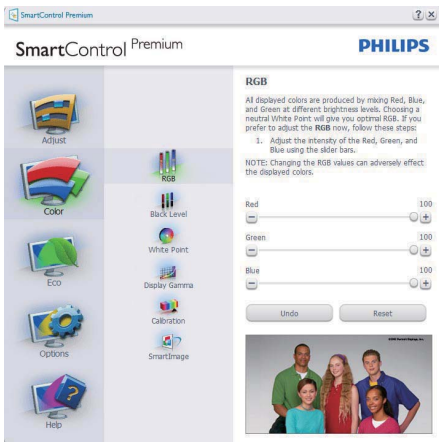 SmartControl Premium
SmartControl Premium
PHILIPS
Adjust
Color
Eco
Options
Help
RGB
Black Level
White Point
Display Gamma
Calibration
SmartImage
RGB
All displayed colors are produced by mixing Red, Blue,
and Green at different brightness levels. Choosing a
neutral White Point will give you optimal RGB. If you
prefer to adjust the RGB now, follow these steps:
1. Adjust the intensity of the Red, Green, and
Blue using the slider bars.
NOTE: Changing the RGB values can adversely effect
the displayed colors.
Red 100
Green 100
Blue 100
Undo Reset